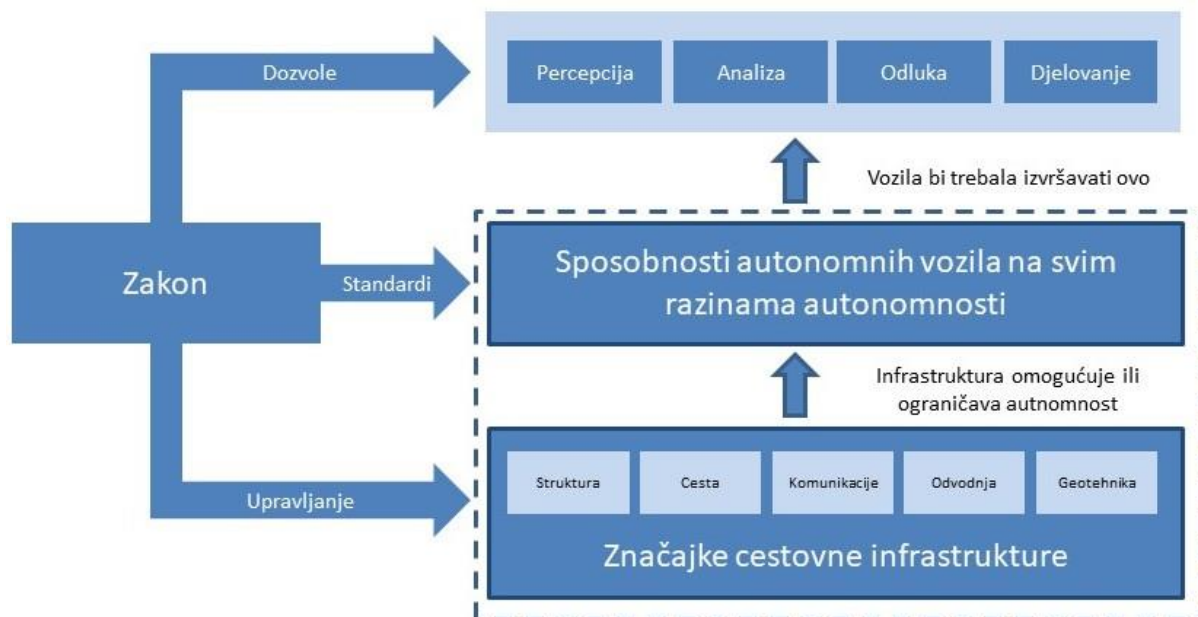 Dozvole
Percepcija
Analiza
Odluka
Djelovanje
Vozila bi trebala izvršavati ovo
Zakon
Standardi
Sposobnosti autonomnih vozila na svim
razinama autonomnosti
Infrastruktura omogućuje ili
ograničava autnomnost
Upravljanje
Struktura
Cesta
Komunikacije
Odvodnja
Geotehnika
Značajke cestovne infrastrukture